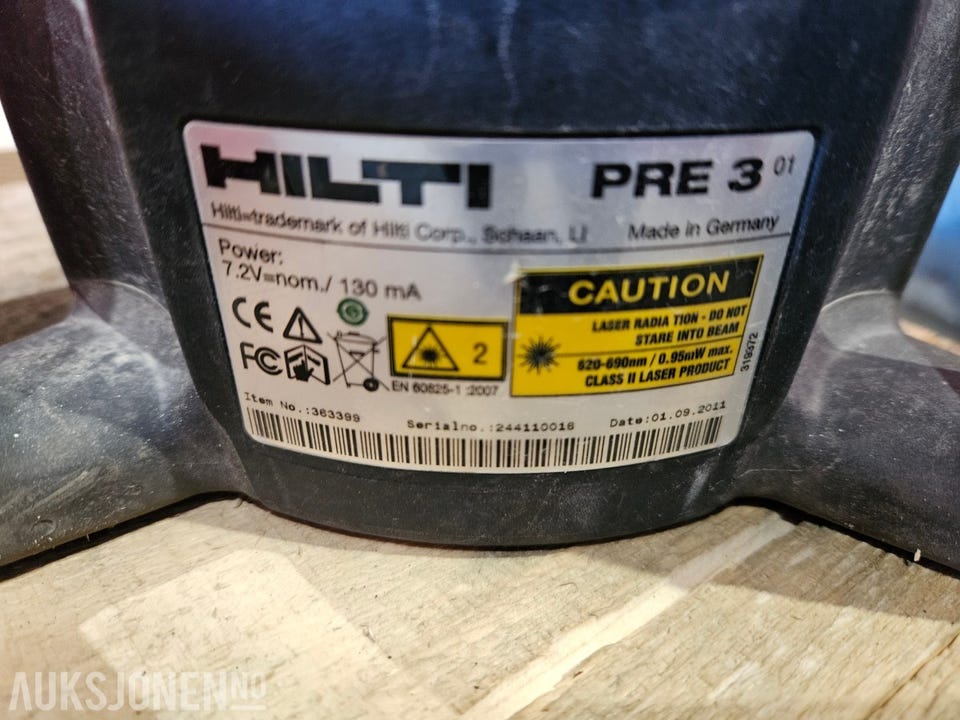 HILTI PRE 3 01
Hilti=trademark of Hilti Corp., Schaan, LI Made in Germany
Power:
7.2V=nom./ 130 mA
CAUTION
LASER RADIA TION - DO NOT
STARE INTO BEAM
620-690nm / 0.95mW max.
CLASS II LASER PRODUCT
319372
CE
FC
2
EN 60825-1 :2007
Item No.:363399 Serialno.:244110016 Date:01.09.2011
AUKSJONEN.NO